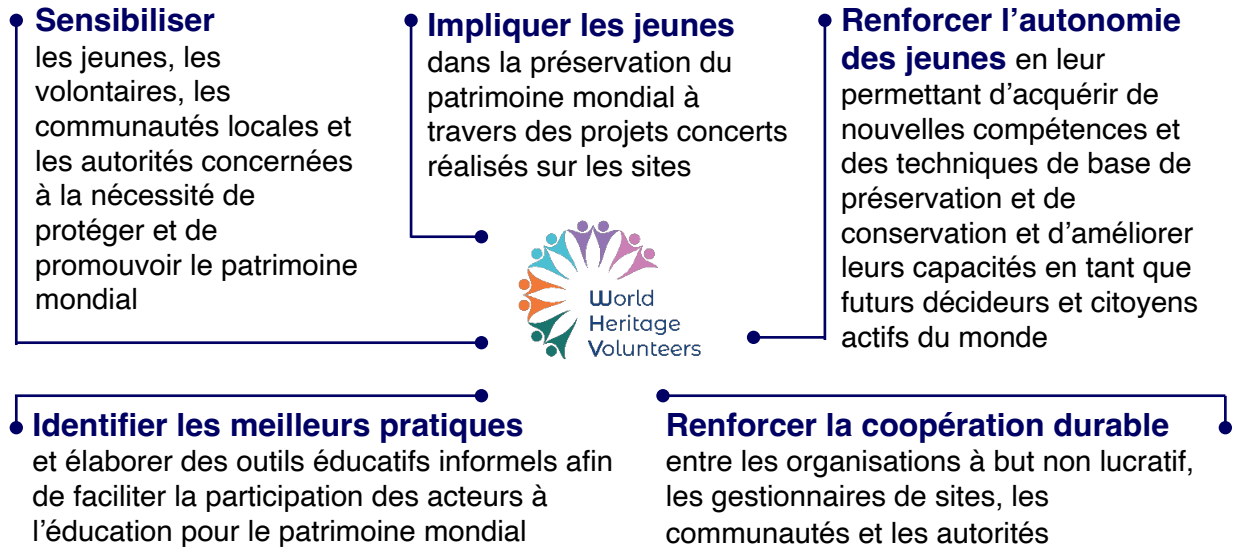 Sensibiliser
les jeunes, les
volontaires, les
communautés locales et
les autorités concernées
à la nécessité de
protéger et de
promouvoir le patrimoine
mondial
Impliquer les jeunes
dans la préservation du
patrimoine mondial à
travers des projets concerts
réalisés sur les sites
Renforcer l’autonomie
des jeunes en leur
permettant d’acquérir de
nouvelles compétences et
des techniques de base de
préservation et de
conservation et d’améliorer
leurs capacités en tant que
futurs décideurs et citoyens
actifs du monde
World
Heritage
Volunteers
Identifier les meilleurs pratiques
et élaborer des outils éducatifs informels afin
de faciliter la participation des acteurs à
l’éducation pour le patrimoine mondial
Renforcer la coopération durable
entre les organisations à but non lucratif,
les gestionnaires de sites, les
communautés et les autorités